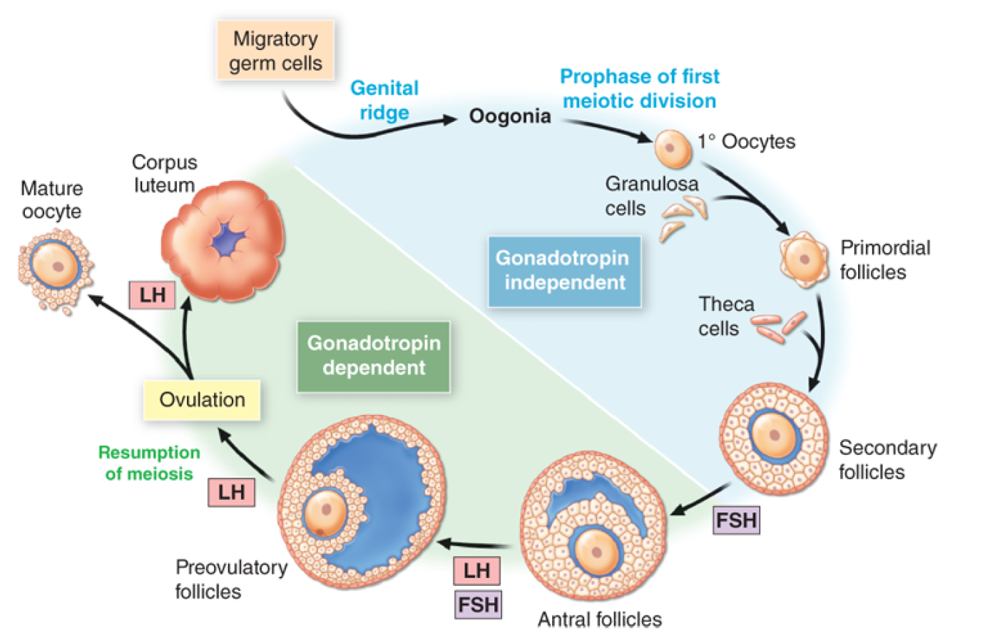 Migratory
germ cells
Genital
ridge
Oogonia
Prophase of first
meiotic division
1° Oocytes
Granulosa
cells
Primordial
follicles
Theca
cells
Secondary
follicles
Gonadotropin
independent
FSH
Antral follicles
LH
FSH
Preovulatory
follicles
Gonadotropin
dependent
LH
Resumption
of meiosis
Ovulation
LH
Corpus
luteum
Mature
oocyte